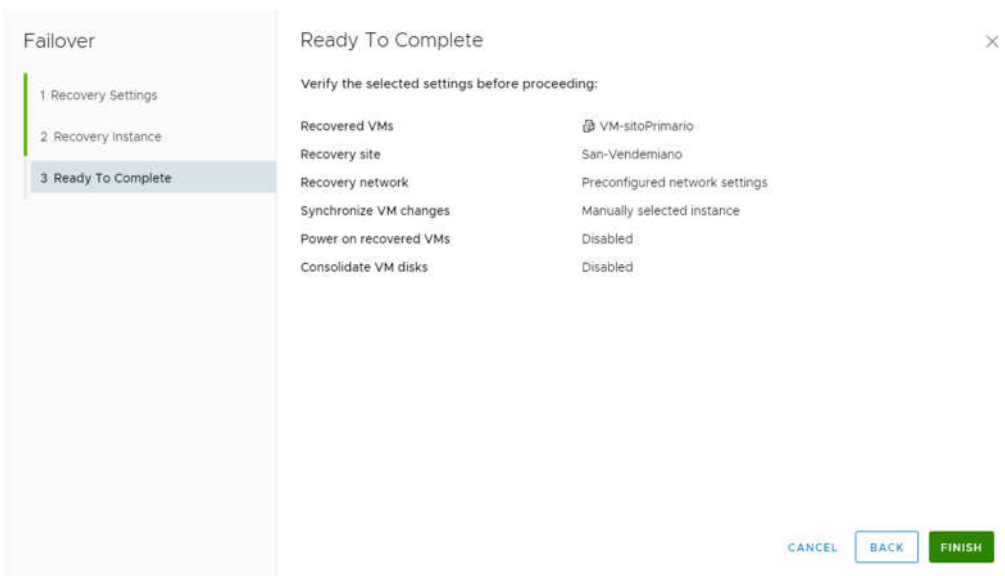 Failover
1 Recovery Settings
2 Recovery Instance
3 Ready To Complete
Ready To Complete
Verify the selected settings before proceeding:
Recovered VMs VM-sitoPrimario
Recovery site San-Vendemiano
Recovery network Preconfigured network settings
Synchronize VM changes Manually selected instance
Power on recovered VMs Disabled
Consolidate VM disks Disabled
CANCEL BACK FINISH